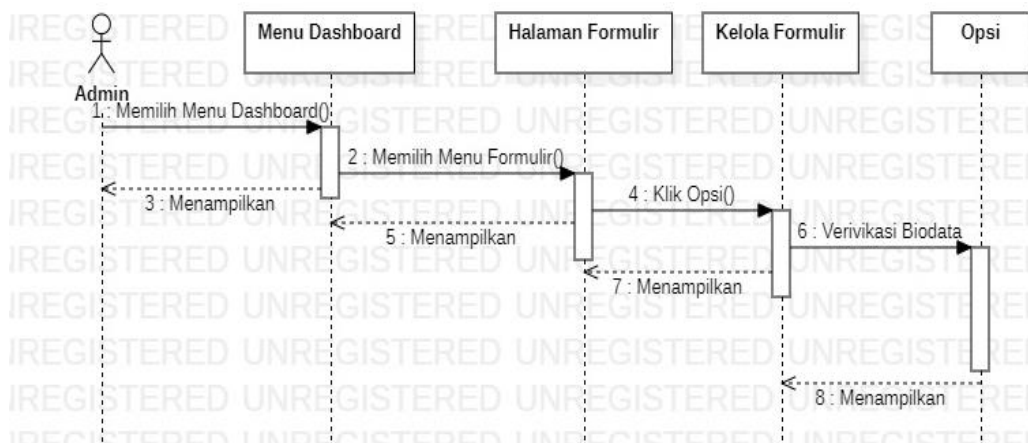 Menu Dashboard
Halaman Formulir
Kelola Formulir
Opsi
Admin
1 : Memilih Menu Dashboard()
2 : Memilih Menu Formulir()
3 : Menampilkan
4 : Klik Opsi()
5 : Menampilkan
6 : Verivikasi Biodata
7 : Menampilkan
8 : Menampilkan
UNREGISTERED